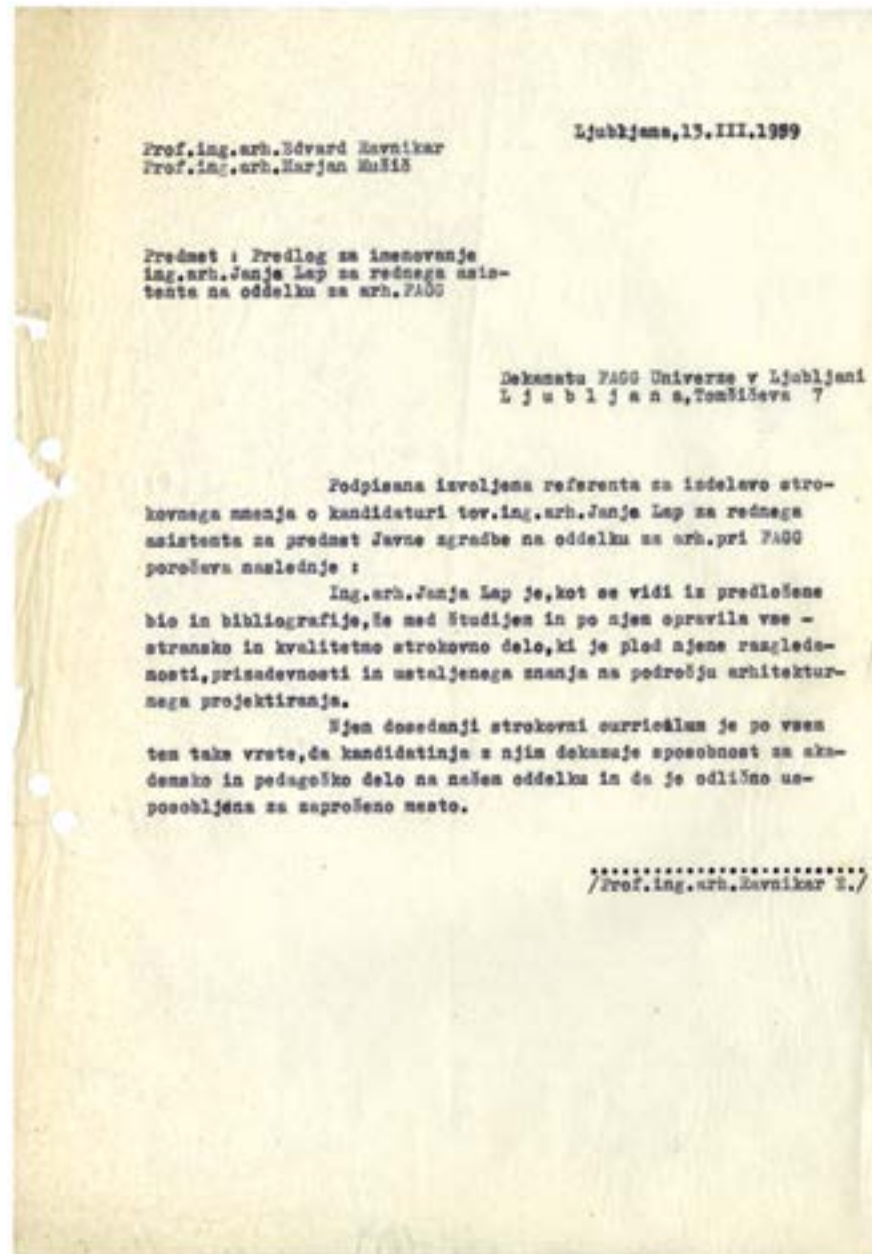 Ljubljana,13.III.1959
Prof.ing.arh.Edvard Ravnikar
Prof.ing.arh.Marjan Mušič
Predmet : Predlog za imenovanje
ing.arh.Janja Lap za rednega asis-
tenta na oddelku za arh.FAGG
Dekanatu FAGG Univerze v Ljubljani
L j u b l j a n a,Tomšičeva 7
Podpisana izvoljena referenta za izdelavo stro-
kovnega mnenja o kandidaturi tov.ing.arh.Janje Lap za rednega
asistenta za predmet Javne zgradbe na oddelku za arh.pri FAGG
poročava naslednje :
Ing.arh.Janja Lap je,kot se vidi iz predložene
bio in bibliografije,že med študijem in po njem opravila vse -
stransko in kvalitetno strokovno delo,ki je plod njene razgleda-
nosti,prizadevnosti in ustaljenega znanja na področju arhitektur-
nega projektiranja.
Njen dosedanji strokovni curriculum je po vsem
tem take vrste,da kandidatinja z njim dokazuje sposobnost za aka-
demsko in pedagoško delo na našem oddelku in da je odlično us-
posobljena za zaprošeno mesto.
..........................
/Prof.ing.arh.Ravnikar E./